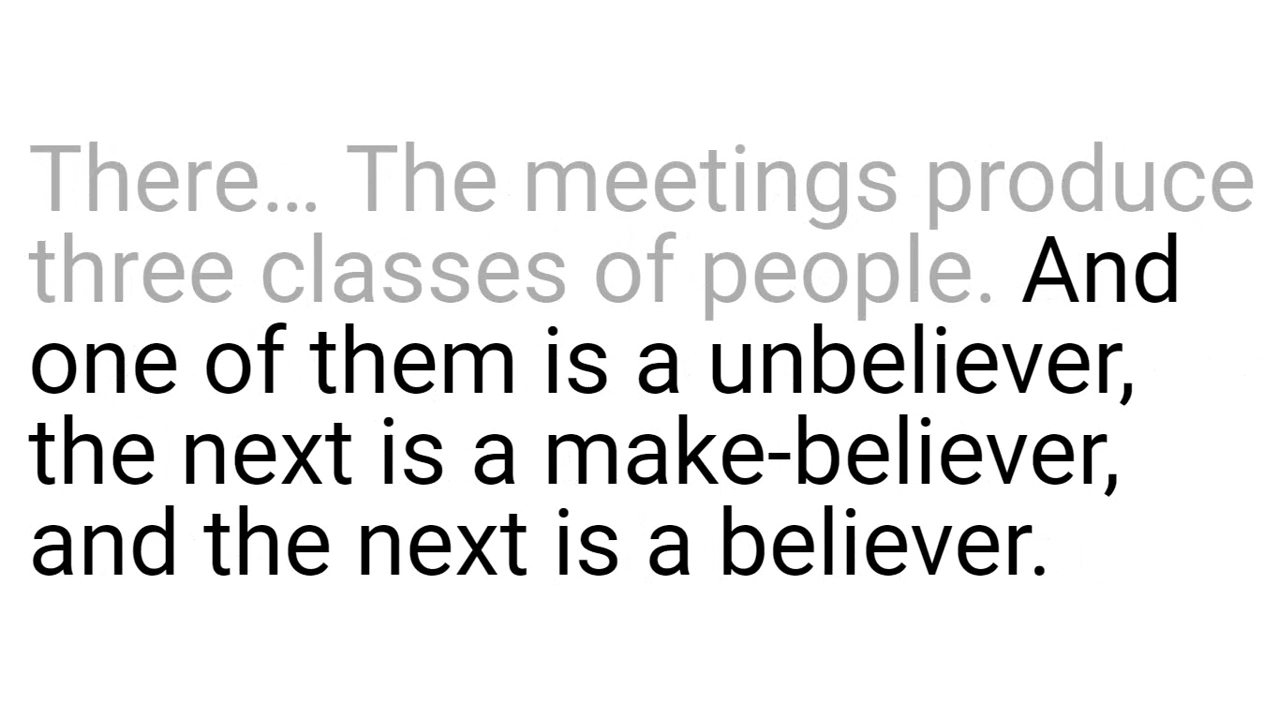 There… The meetings produce
three classes of people. And
one of them is a unbeliever,
the next is a make-believer,
and the next is a believer.